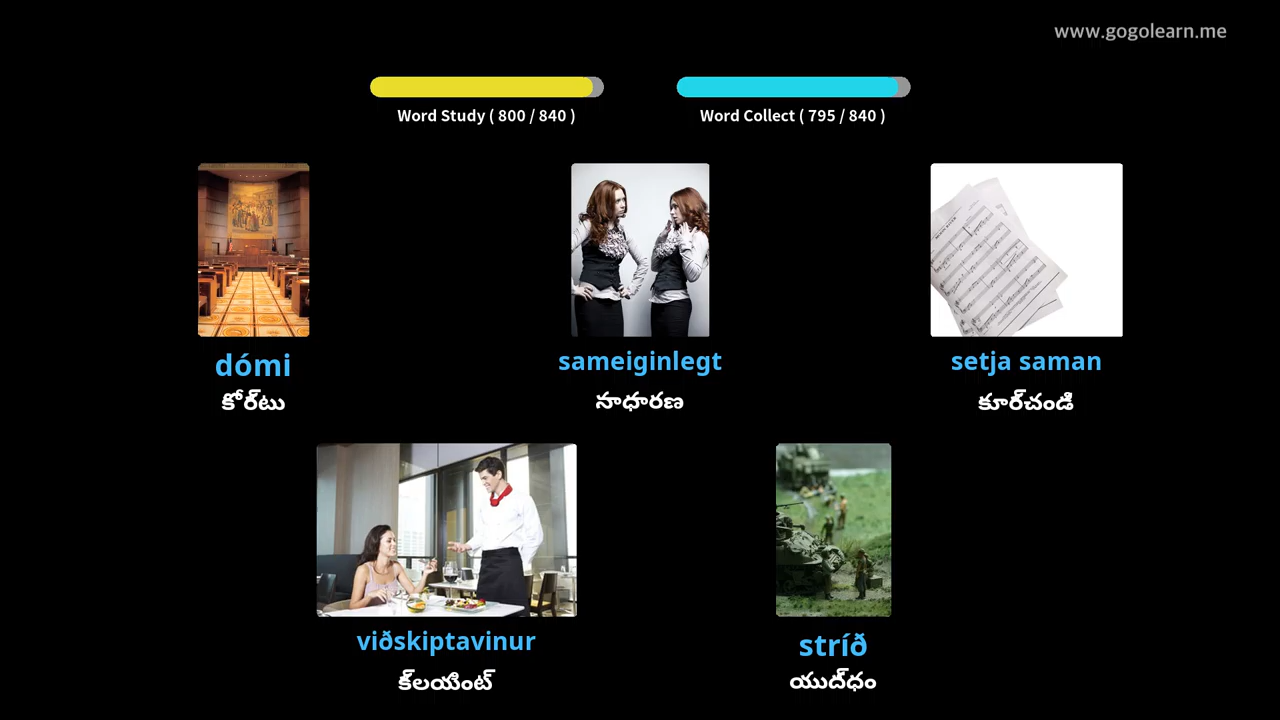 www.gogolearn.me
Word Study ( 800 / 840 )
Word Collect ( 795 / 840 )
dómi
కోర్‌టు
sameiginlegt
సాధారణ
setja saman
కూర్‌చండి
viðskiptavinur
క్‌లయింట్
stríð
యుద్‌ధం